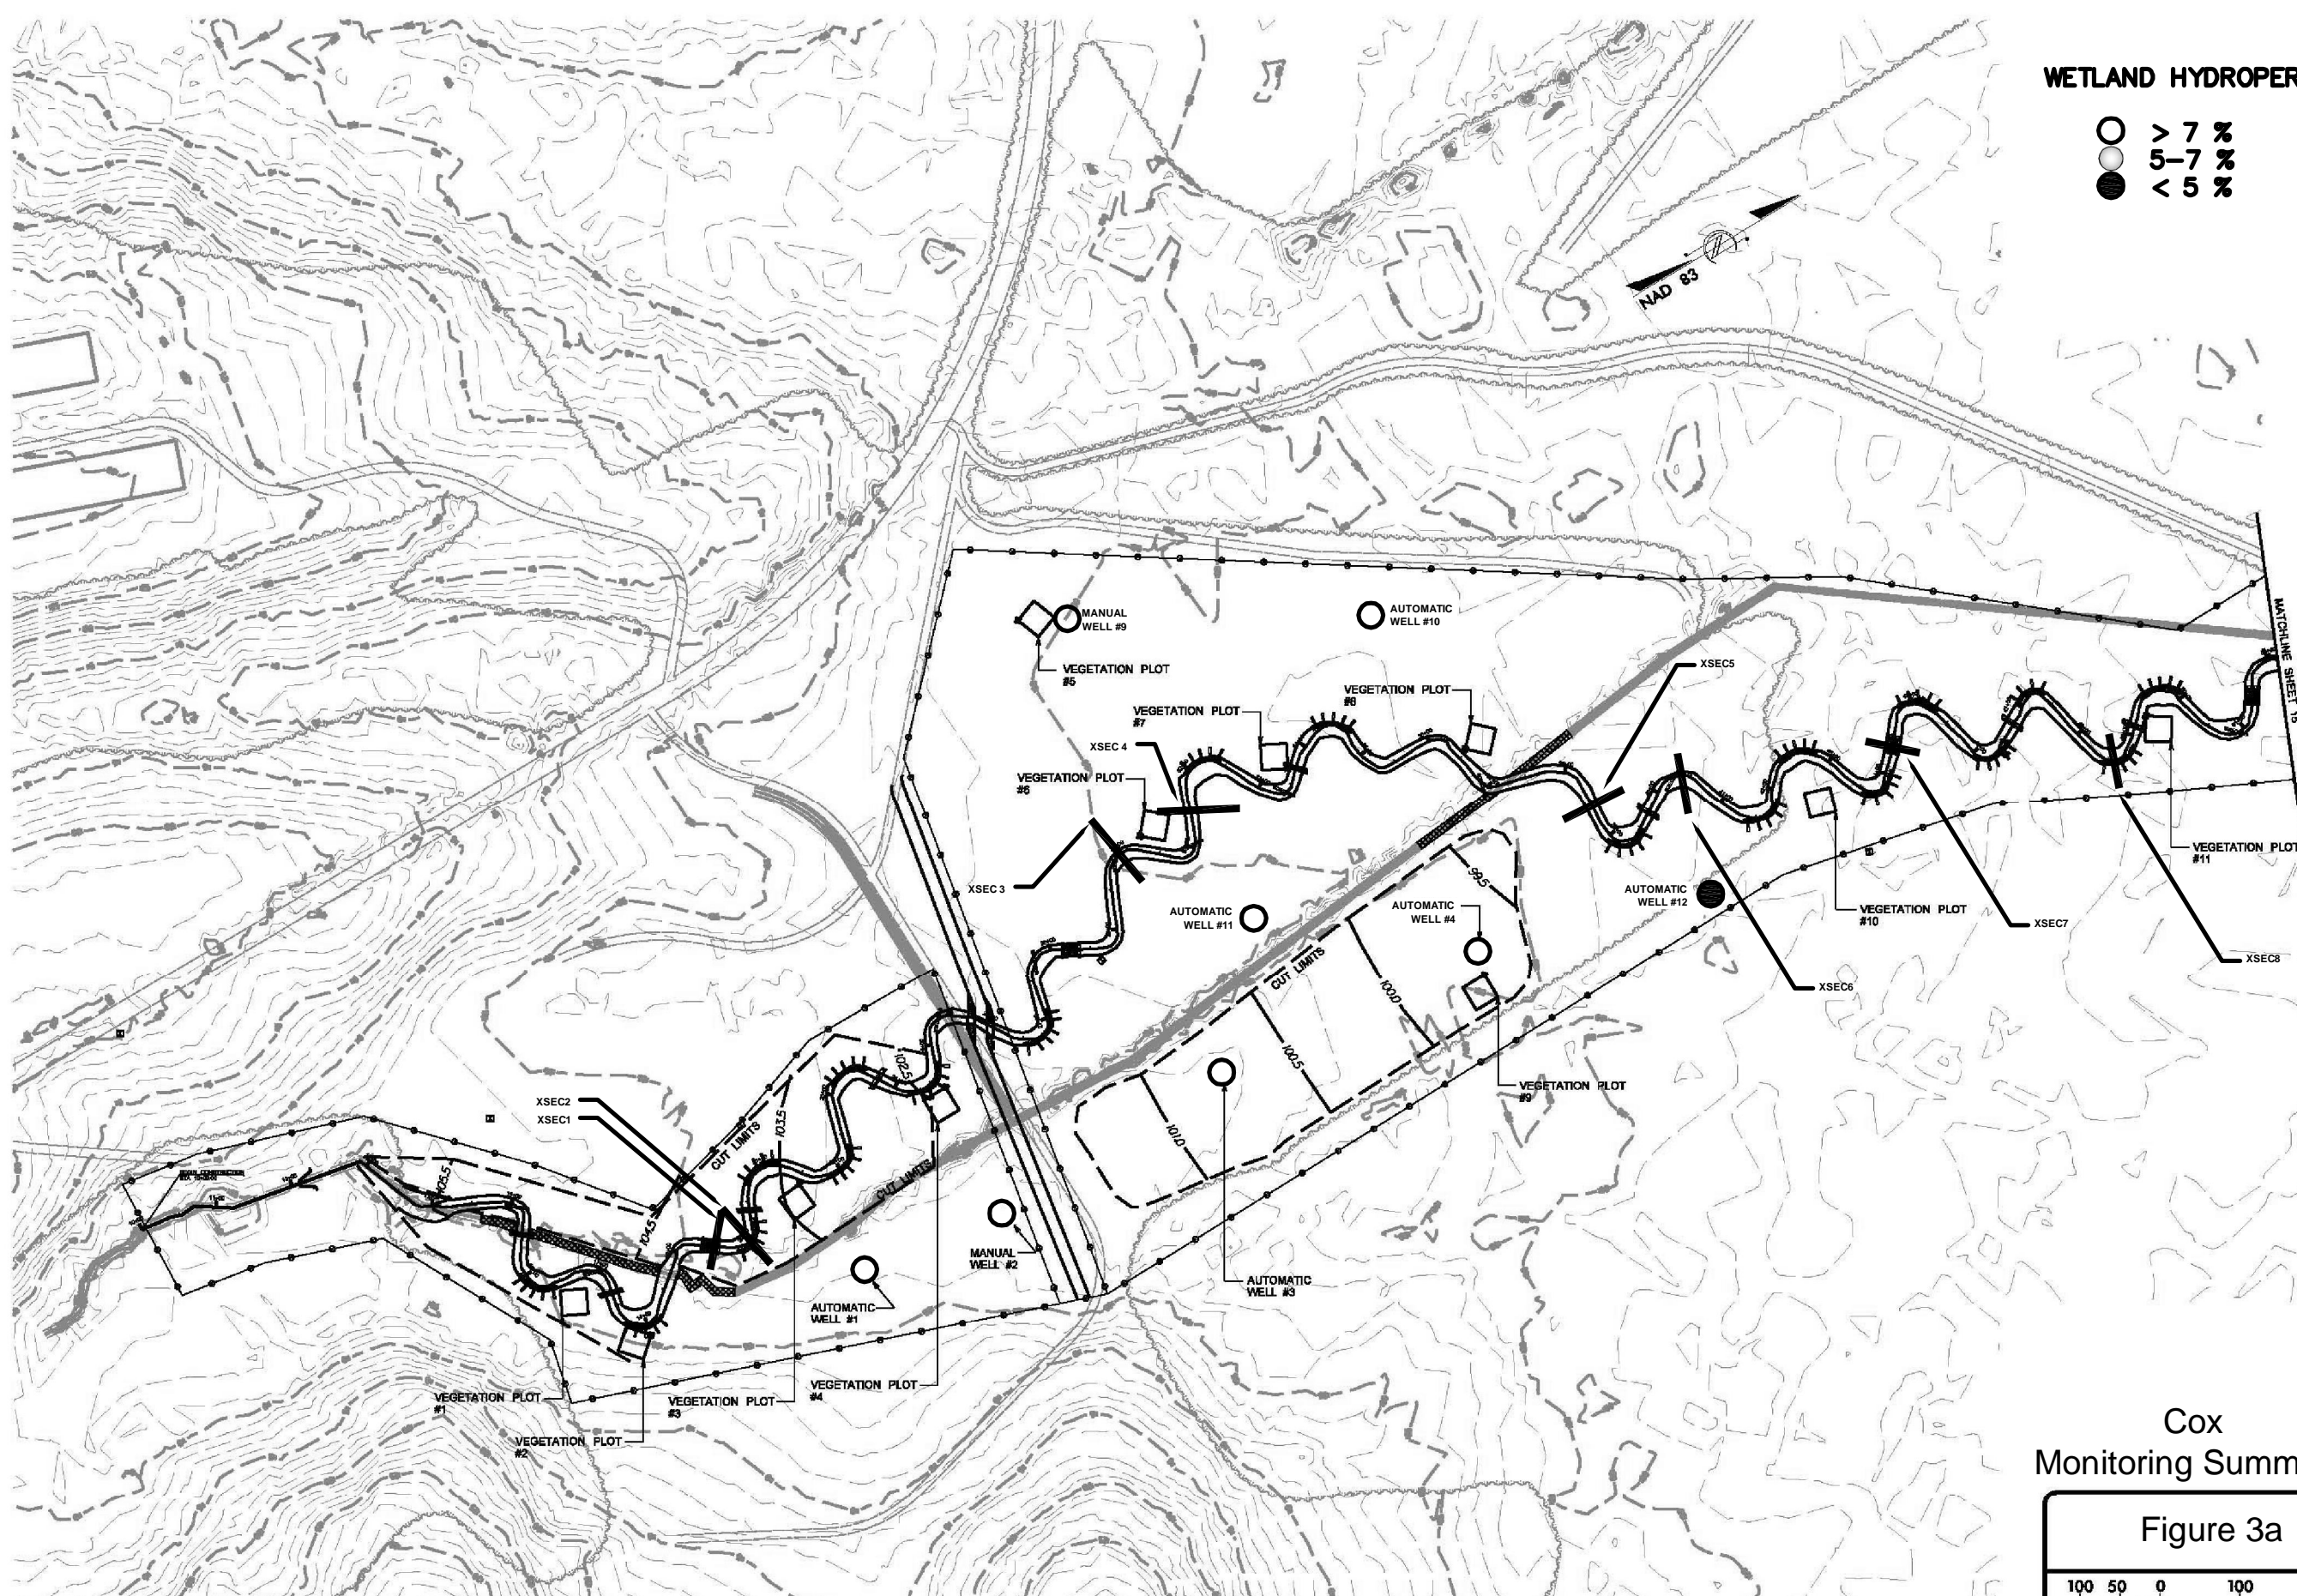 WETLAND HYDROPER
> 7 %
5-7 %
< 5 %
NAD 83
MATCHLINE SHEET 15
MANUAL
WELL #9
AUTOMATIC
WELL #10
VEGETATION PLOT
#5
XSEC5
VEGETATION PLOT
#8
VEGETATION PLOT
#7
XSEC 4
VEGETATION PLOT
#6
XSEC 3
AUTOMATIC
WELL #11
AUTOMATIC
WELL #4
99.5
AUTOMATIC
WELL #12
VEGETATION PLOT
#10
VEGETATION PLOT
#11
XSEC7
XSEC8
XSEC6
CUT LIMITS
100.0
100.5
101.0
VEGETATION PLOT
#9
XSEC2
XSEC1
102.5
103.5
CUT LIMITS
CUT LIMITS
105.5
104.5
MANUAL
WELL #2
AUTOMATIC
WELL #3
AUTOMATIC
WELL #1
VEGETATION PLOT
#1
VEGETATION PLOT
#3
VEGETATION PLOT
#4
VEGETATION PLOT
#2
Cox
Monitoring Summ
Figure 3a
100 50 0 100